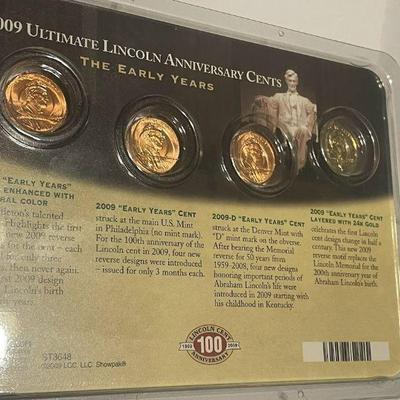 2009 ULTIMATE LINCOLN ANNIVERSARY CENTS
THE EARLY YEARS
"EARLY YEARS"
ENHANCED WITH
COLOR
talented
Highlights the first
new 2009 reverse
for the cent – each
only three
then never again.
2009 design
Lincoln's birth
years.
2009 "EARLY YEARS" CENT
struck at the main U.S. Mint
in Philadelphia (no mint mark).
For the 100th anniversary of the
Lincoln cent in 2009, four new
reverse designs were introduced
– issued for only 3 months each.
2009-D "EARLY YEARS" CENT
struck at the Denver Mint with
"D" mint mark on the obverse.
After bearing the Memorial
reverse for 50 years from
1959-2008, four new designs
honoring important periods of
Abraham Lincoln's life were
introduced in 2009 starting with
his childhood in Kentucky.
2009 "EARLY YEARS" CENT
LAYERED WITH 24K GOLD
celebrates the first Lincoln
cent design change in half a
century. This new 2009
reverse motif replaces the
Lincoln Memorial for the
200th anniversary year of
Abraham Lincoln's birth.
LINCOLN CENT
1909 100 2009
ANNIVERSARY
ST3648
©2009 LCC, LLC Showpak®